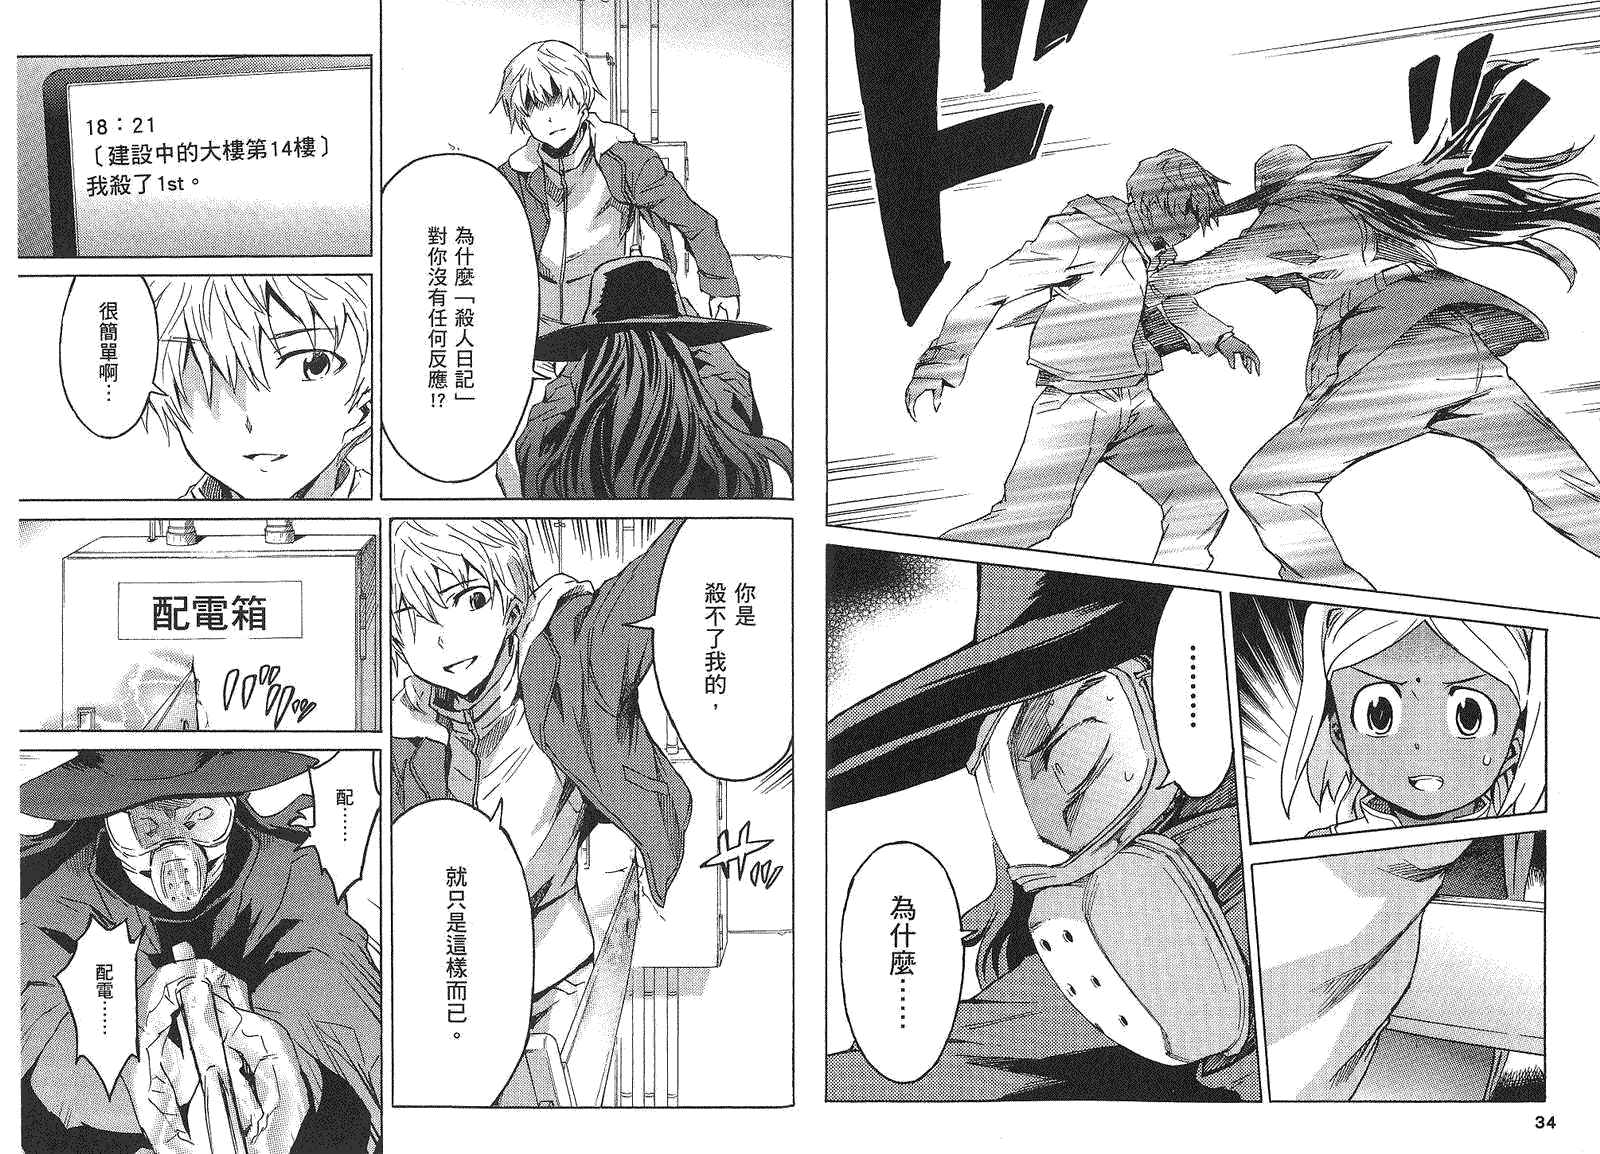 ………
為什麼……
34
為什麼「殺人日記」
對你沒有任何反應!?
18：21
〔建設中的大樓第14樓〕
我殺了1st。
很簡單啊…
你是
殺不了我的，
就只是這樣而已。
配電箱
配……
配電……